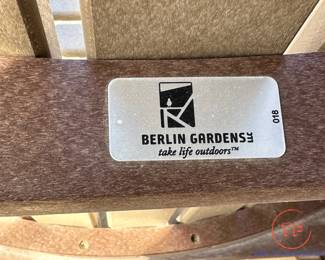 BERLIN GARDENS LLC
take life outdoors™
018